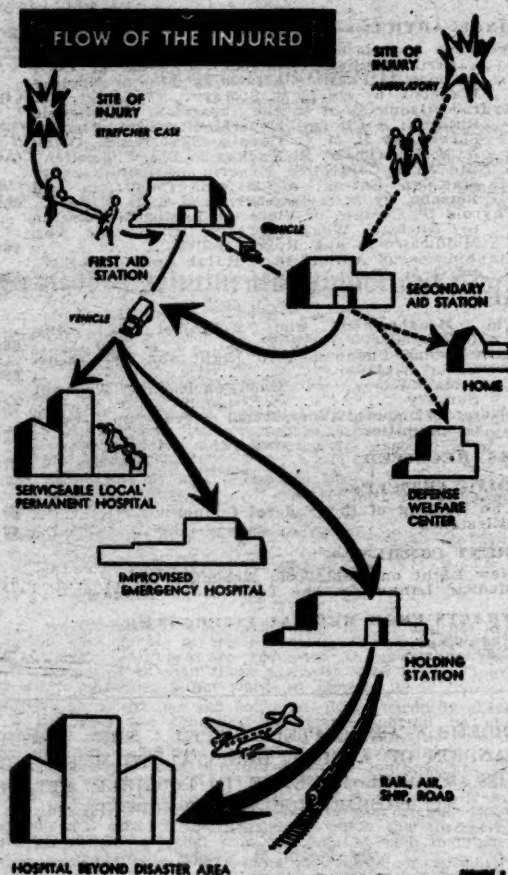 FLOW OF THE INJURED
SITE OF
INJURY
STRETCHER CASE
SITE OF
INJURY
AMBULATORY
VEHICLE
FIRST AID
STATION
SECONDARY
AID STATION
VEHICLE
HOME
SERVICEABLE LOCAL
PERMANENT HOSPITAL
DEFENSE
WELFARE
CENTER
IMPROVISED
EMERGENCY HOSPITAL
HOLDING
STATION
RAIL, AIR,
SHIP, ROAD
HOSPITAL BEYOND DISASTER AREA